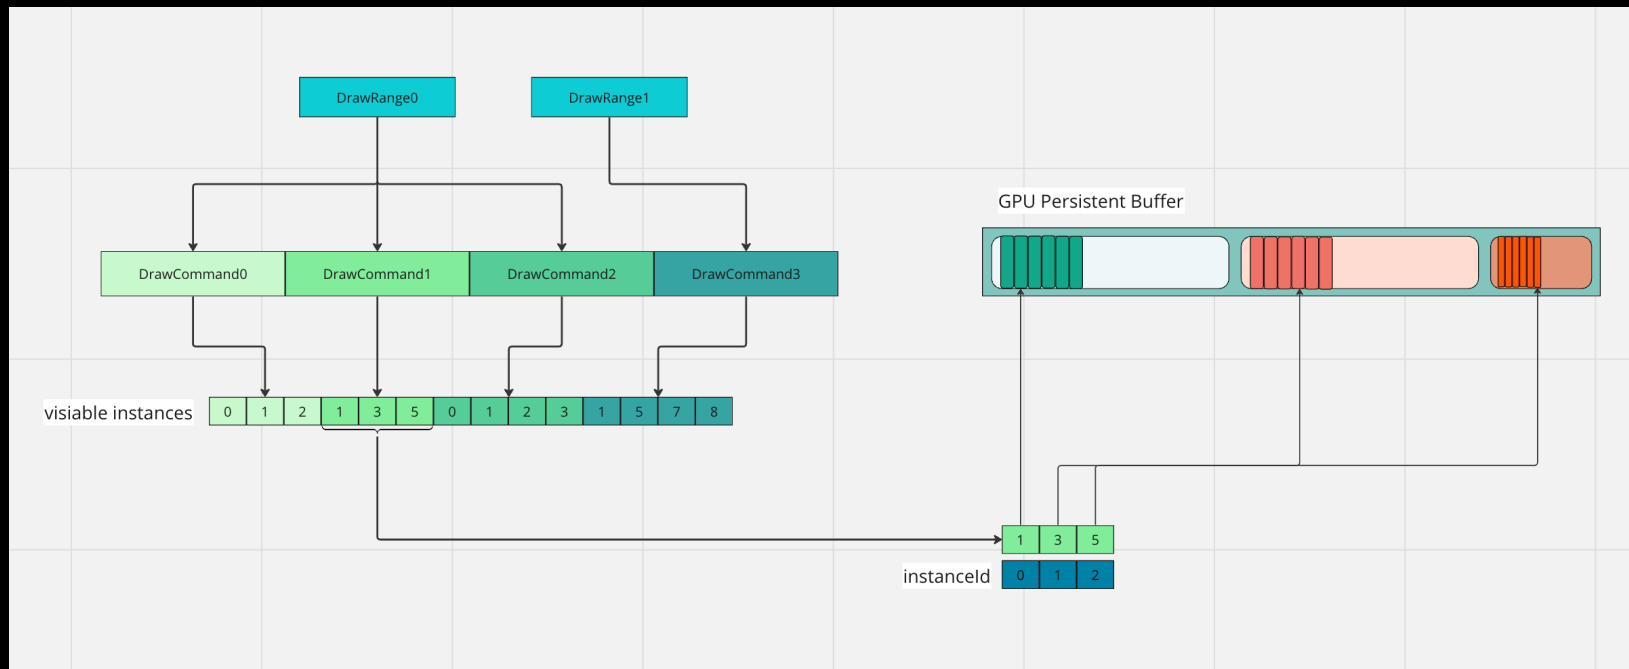 DrawRange0 DrawRange1
GPU Persistent Buffer
DrawCommand0 DrawCommand1 DrawCommand2 DrawCommand3
visiable instances 0 1 2 1 3 5 0 1 2 3 1 5 7 8
1 3 5
instanceId 0 1 2